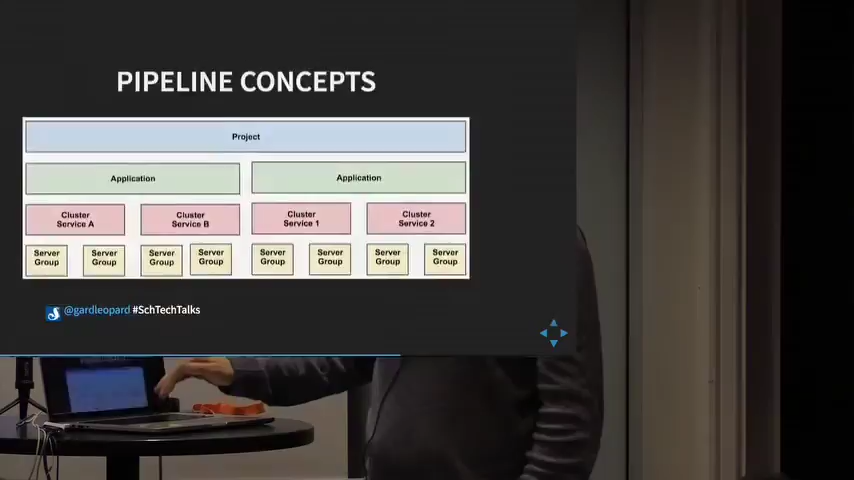 PIPELINE CONCEPTS
Project
Application
Application
Cluster
Service A
Cluster
Service B
Cluster
Service 1
Cluster
Service 2
Server
Group
Server
Group
Server
Group
Server
Group
Server
Group
Server
Group
Server
Group
Server
Group
@gardleopard #SchTechTalks